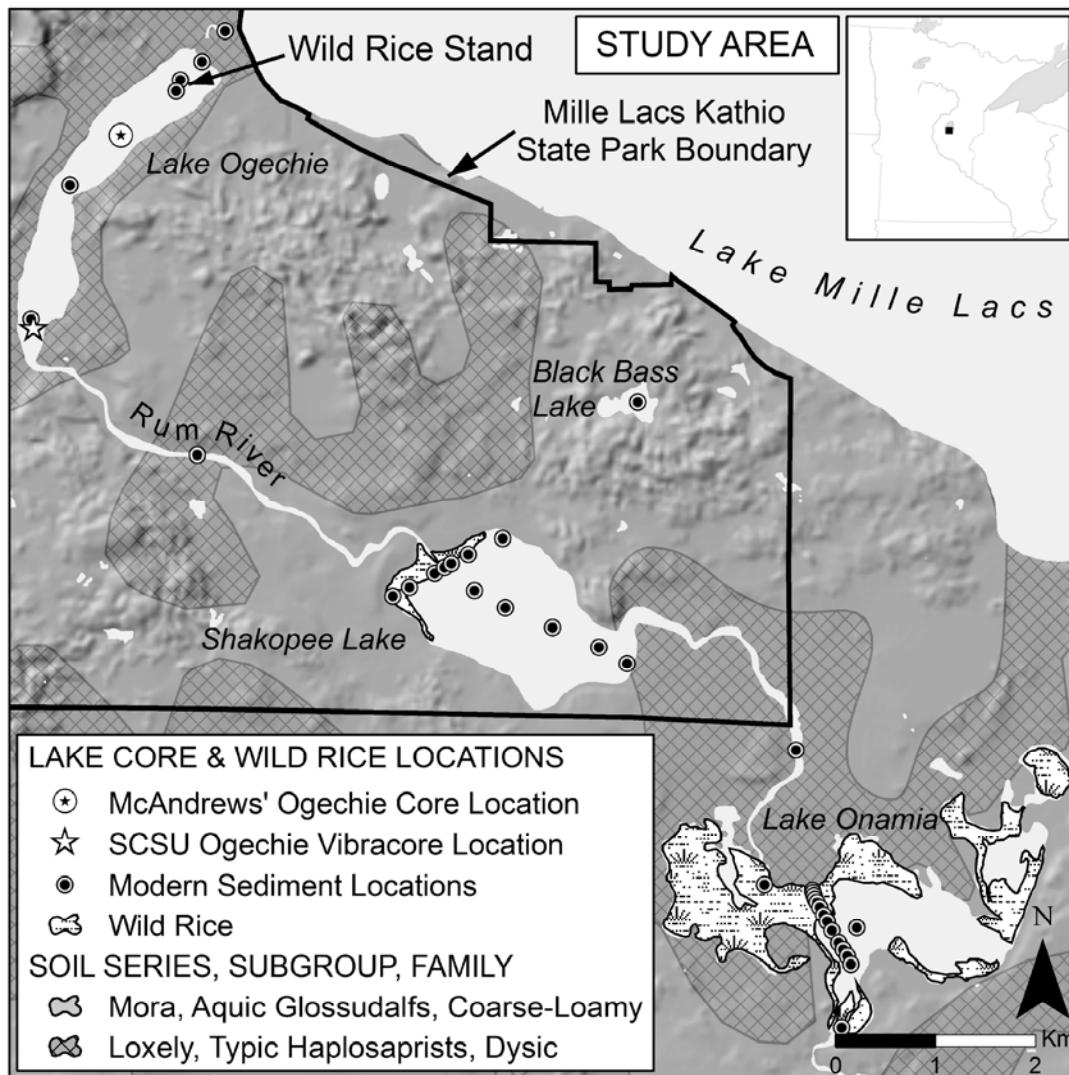 STUDY AREA
Wild Rice Stand
Mille Lacs Kathio
State Park Boundary
Lake Ogechie
Lake Mille Lacs
Black Bass
Lake
Rum River
Shakopee Lake
LAKE CORE & WILD RICE LOCATIONS
McAndrews' Ogechie Core Location
SCSU Ogechie Vibracore Location
Modern Sediment Locations
Wild Rice
SOIL SERIES, SUBGROUP, FAMILY
Mora, Aquic Glossudalfs, Coarse-Loamy
Loxely, Typic Haplosaprists, Dysic
Lake Onamia
N
Km
0 1 2